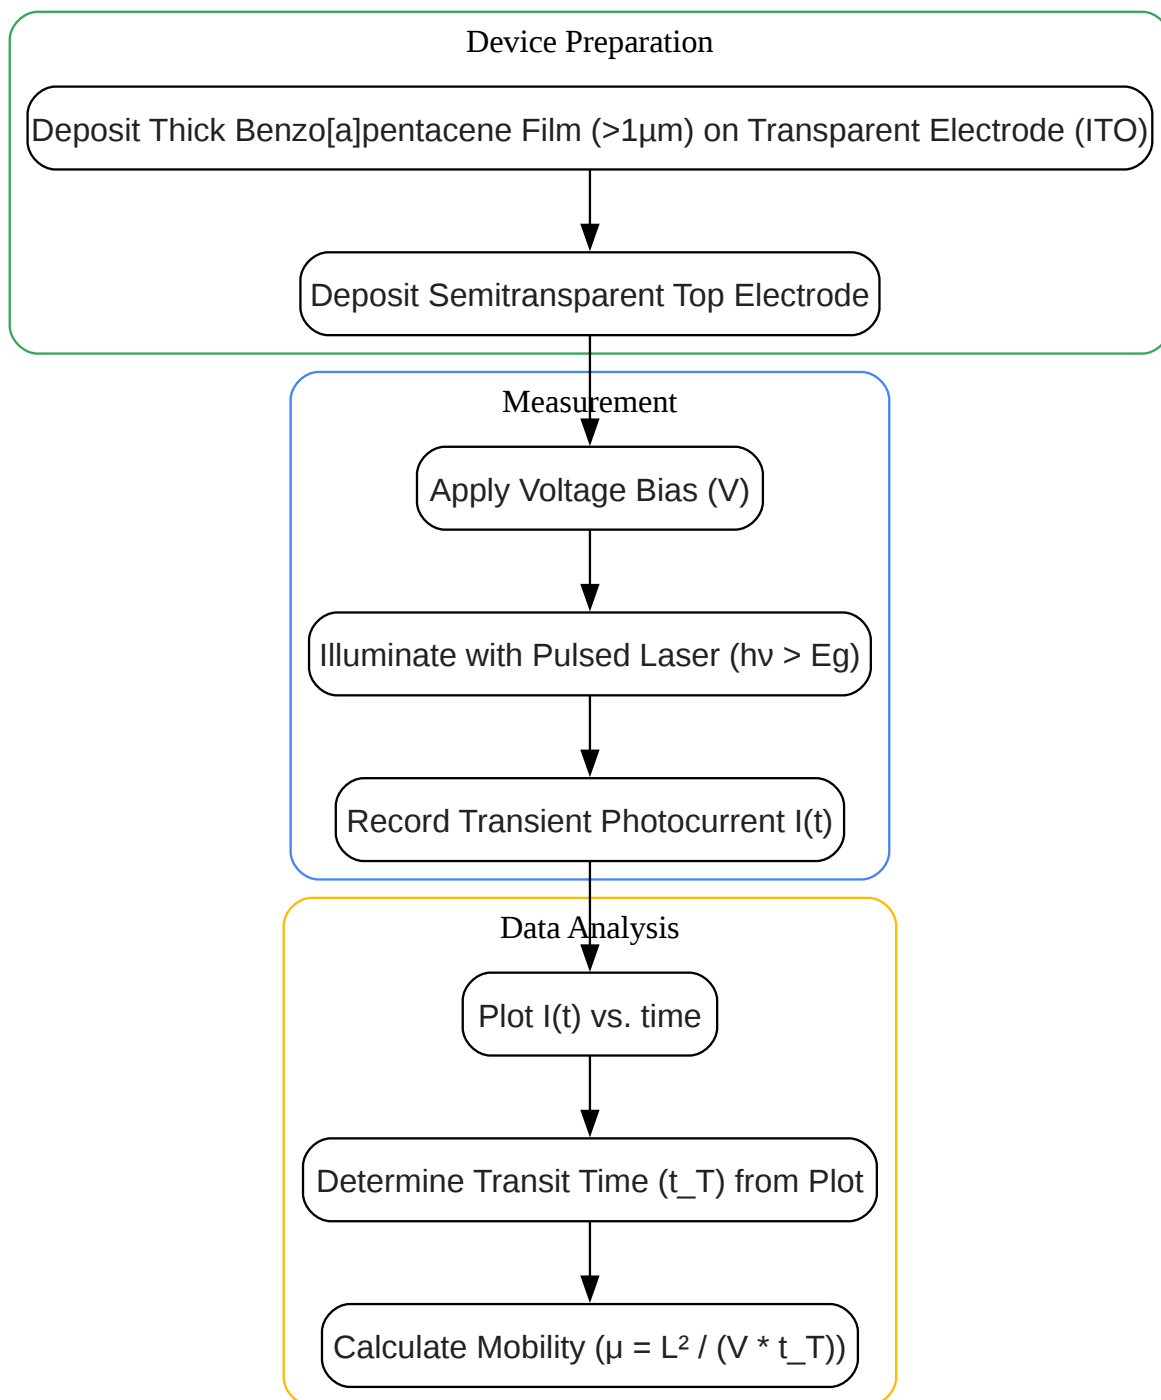 Device Preparation
Deposit Thick Benzo[a]pentacene Film (>1µm) on Transparent Electrode (ITO)
Deposit Semitransparent Top Electrode
Measurement
Apply Voltage Bias (V)
Illuminate with Pulsed Laser (hν > Eg)
Record Transient Photocurrent I(t)
Data Analysis
Plot I(t) vs. time
Determine Transit Time (t_T) from Plot
Calculate Mobility (µ = L² / (V * t_T))